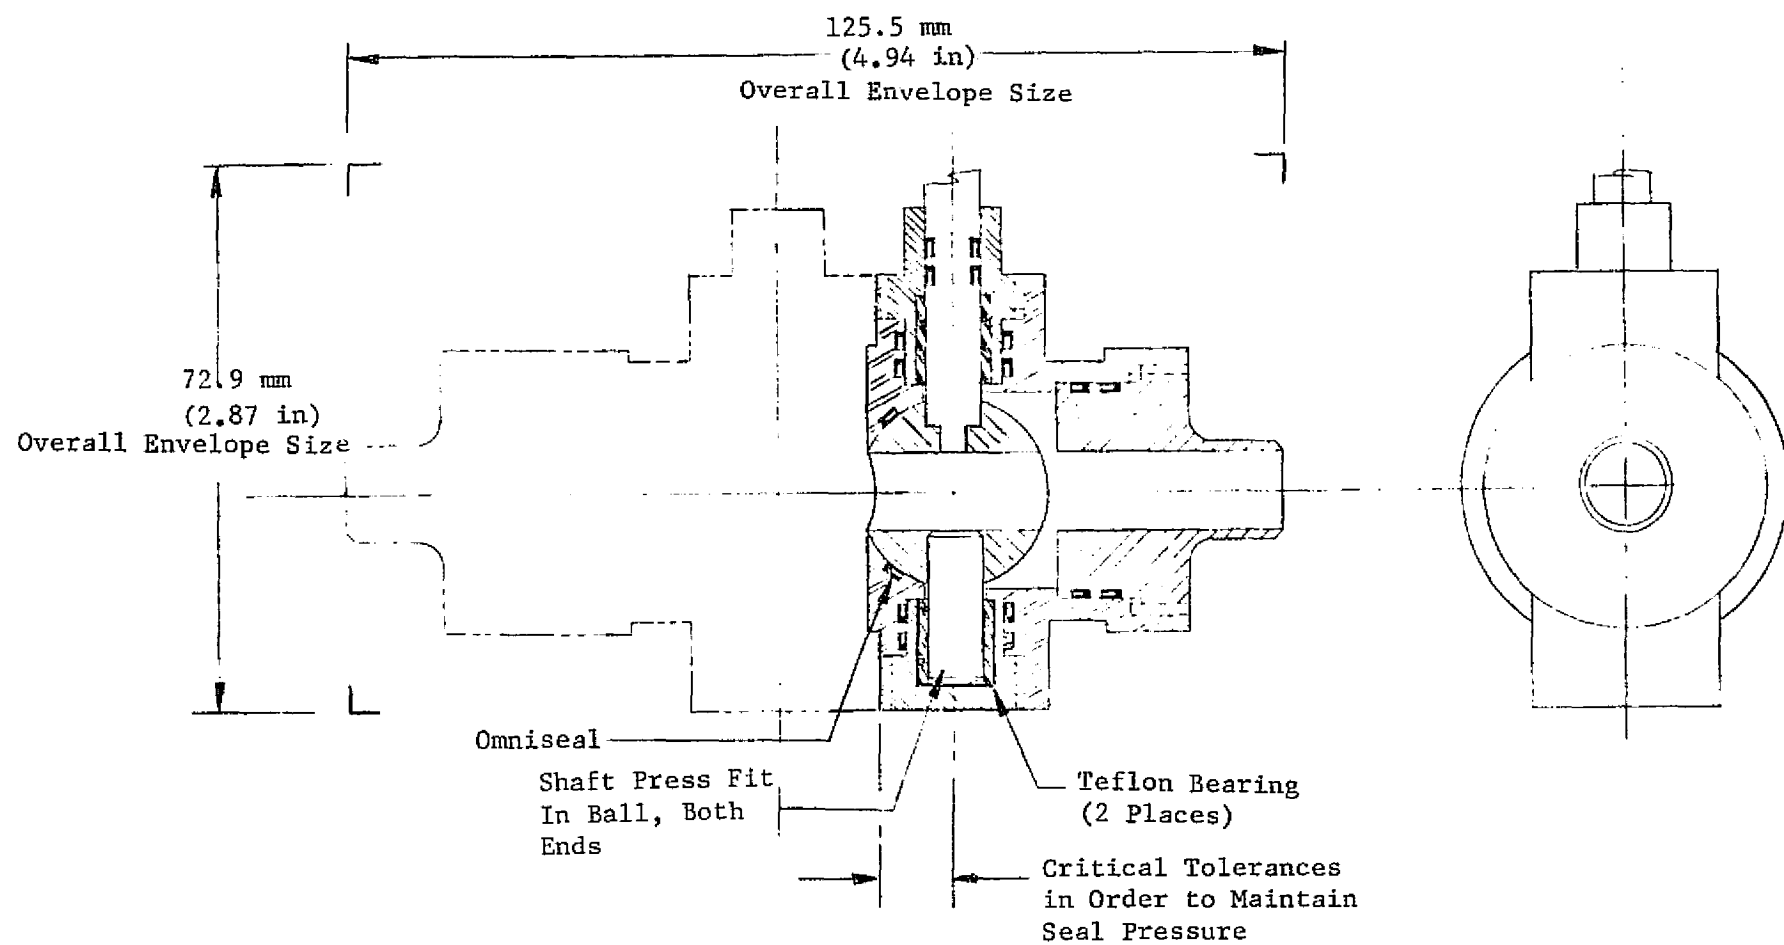 125.5 mm
(4.94 in)
Overall Envelope Size
72.9 mm
(2.87 in)
Overall Envelope Size
Omniseal
Shaft Press Fit
In Ball, Both
Ends
Teflon Bearing
(2 Places)
Critical Tolerances
in Order to Maintain
Seal Pressure